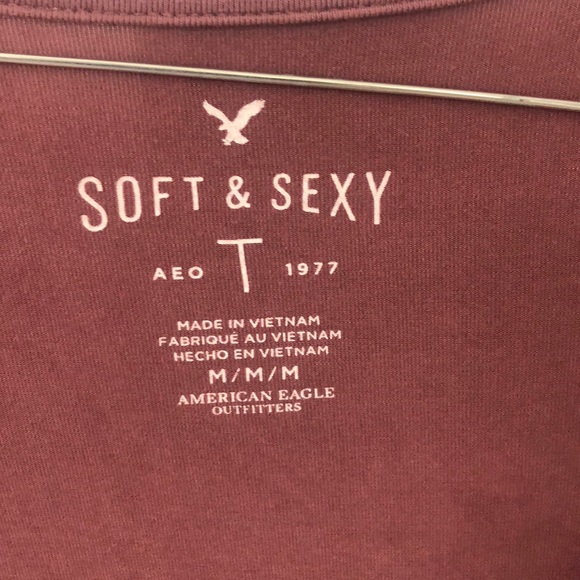 SOFT & SEXY
AEO T 1977
MADE IN VIETNAM
FABRIQUÉ AU VIETNAM
HECHO EN VIETNAM
M/M/M
AMERICAN EAGLE
OUTFITTERS